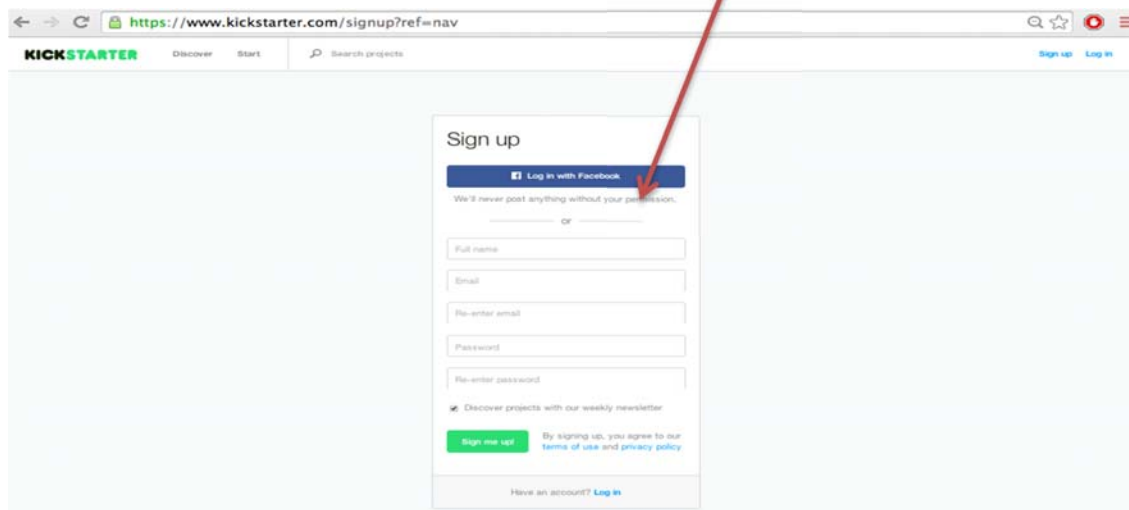 https://www.kickstarter.com/signup?ref=nav
KICKSTARTER Discover Start Search projects Sign up Log in
Sign up
Log in with Facebook
We'll never post anything without your permission.
or
Full name
Email
Re-enter email
Password
Re-enter password
Discover projects with our weekly newsletter
Sign me up!
By signing up, you agree to our
terms of use and privacy policy
Have an account? Log in